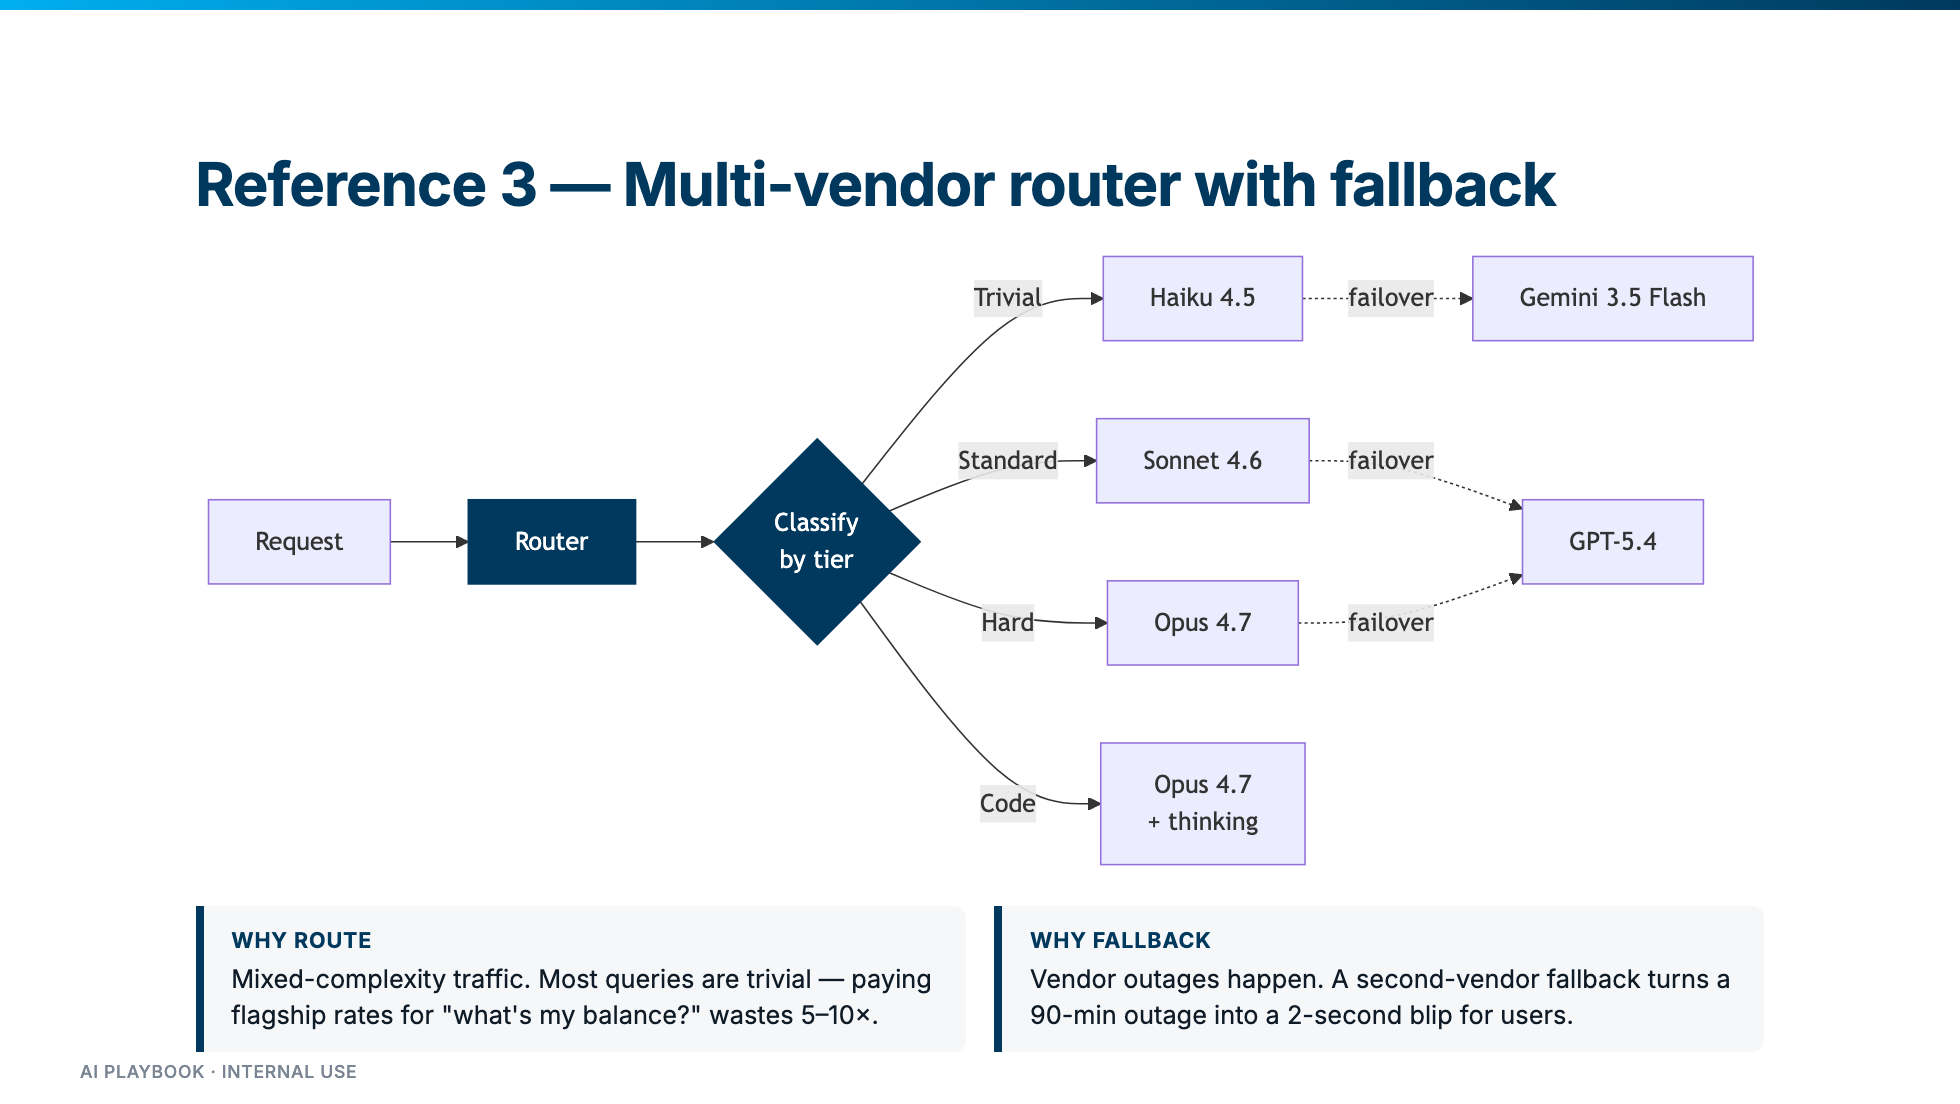 Reference 3 — Multi-vendor router with fallback
Request
Router
Classify
by tier
Trivial
Haiku 4.5
failover
Gemini 3.5 Flash
Standard
Sonnet 4.6
failover
GPT-5.4
Hard
Opus 4.7
failover
Code
Opus 4.7
+ thinking
WHY ROUTE
Mixed-complexity traffic. Most queries are trivial — paying
flagship rates for "what's my balance?" wastes 5–10×.
WHY FALLBACK
Vendor outages happen. A second-vendor fallback turns a
90-min outage into a 2-second blip for users.
AI PLAYBOOK · INTERNAL USE